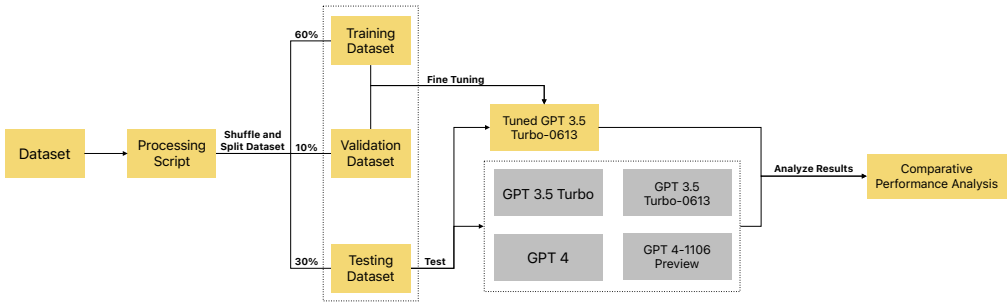 Dataset
Processing
Script
Shuffle and
Split Dataset
60%
10%
30%
Training
Dataset
Validation
Dataset
Testing
Dataset
Fine Tuning
Test
Tuned GPT 3.5
Turbo-0613
GPT 3.5 Turbo
GPT 3.5
Turbo-0613
GPT 4
GPT 4-1106
Preview
Analyze Results
Comparative
Performance Analysis